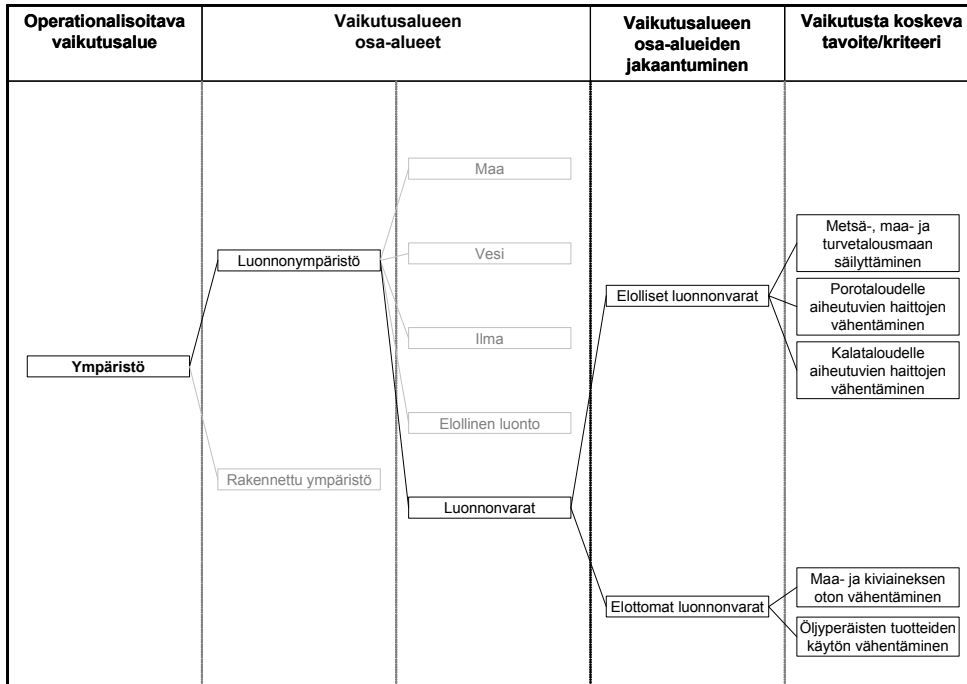 Operationalisoitava
vaikutusalue
Vaikutusalueen
osa-alueet
Vaikutusalueen
osa-alueiden
jakaantuminen
Vaikutusta koskeva
tavoite/kriteeri
Ympäristö
Luonnonympäristö
Rakennettu ympäristö
Maa
Vesi
Ilma
Elollinen luonto
Luonnonvarat
Elolliset luonnonvarat
Elottomat luonnonvarat
Metsä-, maa- ja
turvetalousmaan
säilyttäminen
Porotaloudelle
aiheutuvien haittojen
vähentäminen
Kalataloudelle
aiheutuvien haittojen
vähentäminen
Maa- ja kiviaineksen
oton vähentäminen
Öljyperäisten tuotteiden
käytön vähentäminen